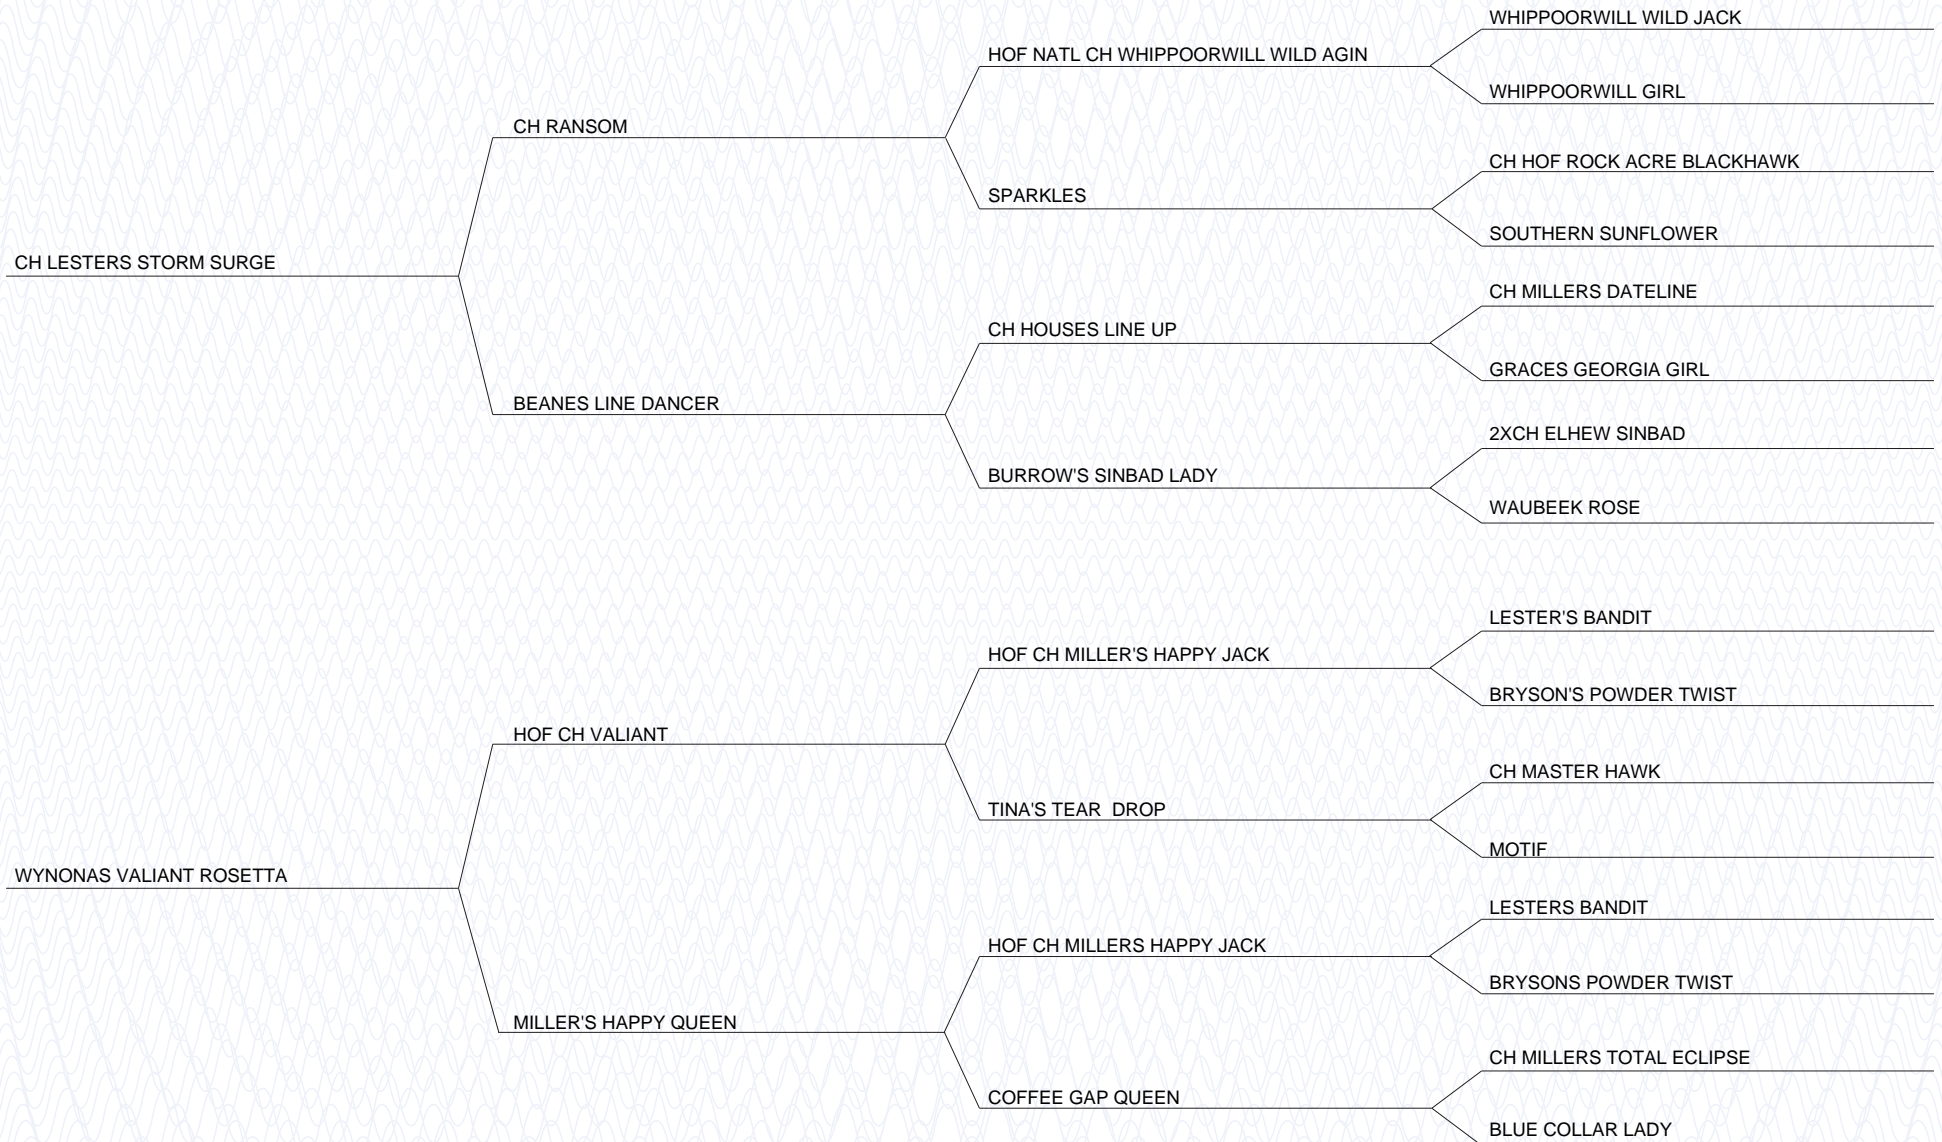 WHIPPOORWILL WILD JACK
HOF NATL CH WHIPPOORWILL WILD AGIN
WHIPPOORWILL GIRL
CH RANSOM
CH HOF ROCK ACRE BLACKHAWK
SPARKLES
SOUTHERN SUNFLOWER
CH LESTERS STORM SURGE
CH MILLERS DATELINE
CH HOUSES LINE UP
GRACES GEORGIA GIRL
BEANES LINE DANCER
2XCH ELHEW SINBAD
BURROW'S SINBAD LADY
WAUBEEK ROSE
LESTER'S BANDIT
HOF CH MILLER'S HAPPY JACK
BRYSON'S POWDER TWIST
HOF CH VALIANT
CH MASTER HAWK
TINA'S TEAR  DROP
MOTIF
WYNONAS VALIANT ROSETTA
LESTERS BANDIT
HOF CH MILLERS HAPPY JACK
BRYSONS POWDER TWIST
MILLER'S HAPPY QUEEN
CH MILLERS TOTAL ECLIPSE
COFFEE GAP QUEEN
BLUE COLLAR LADY